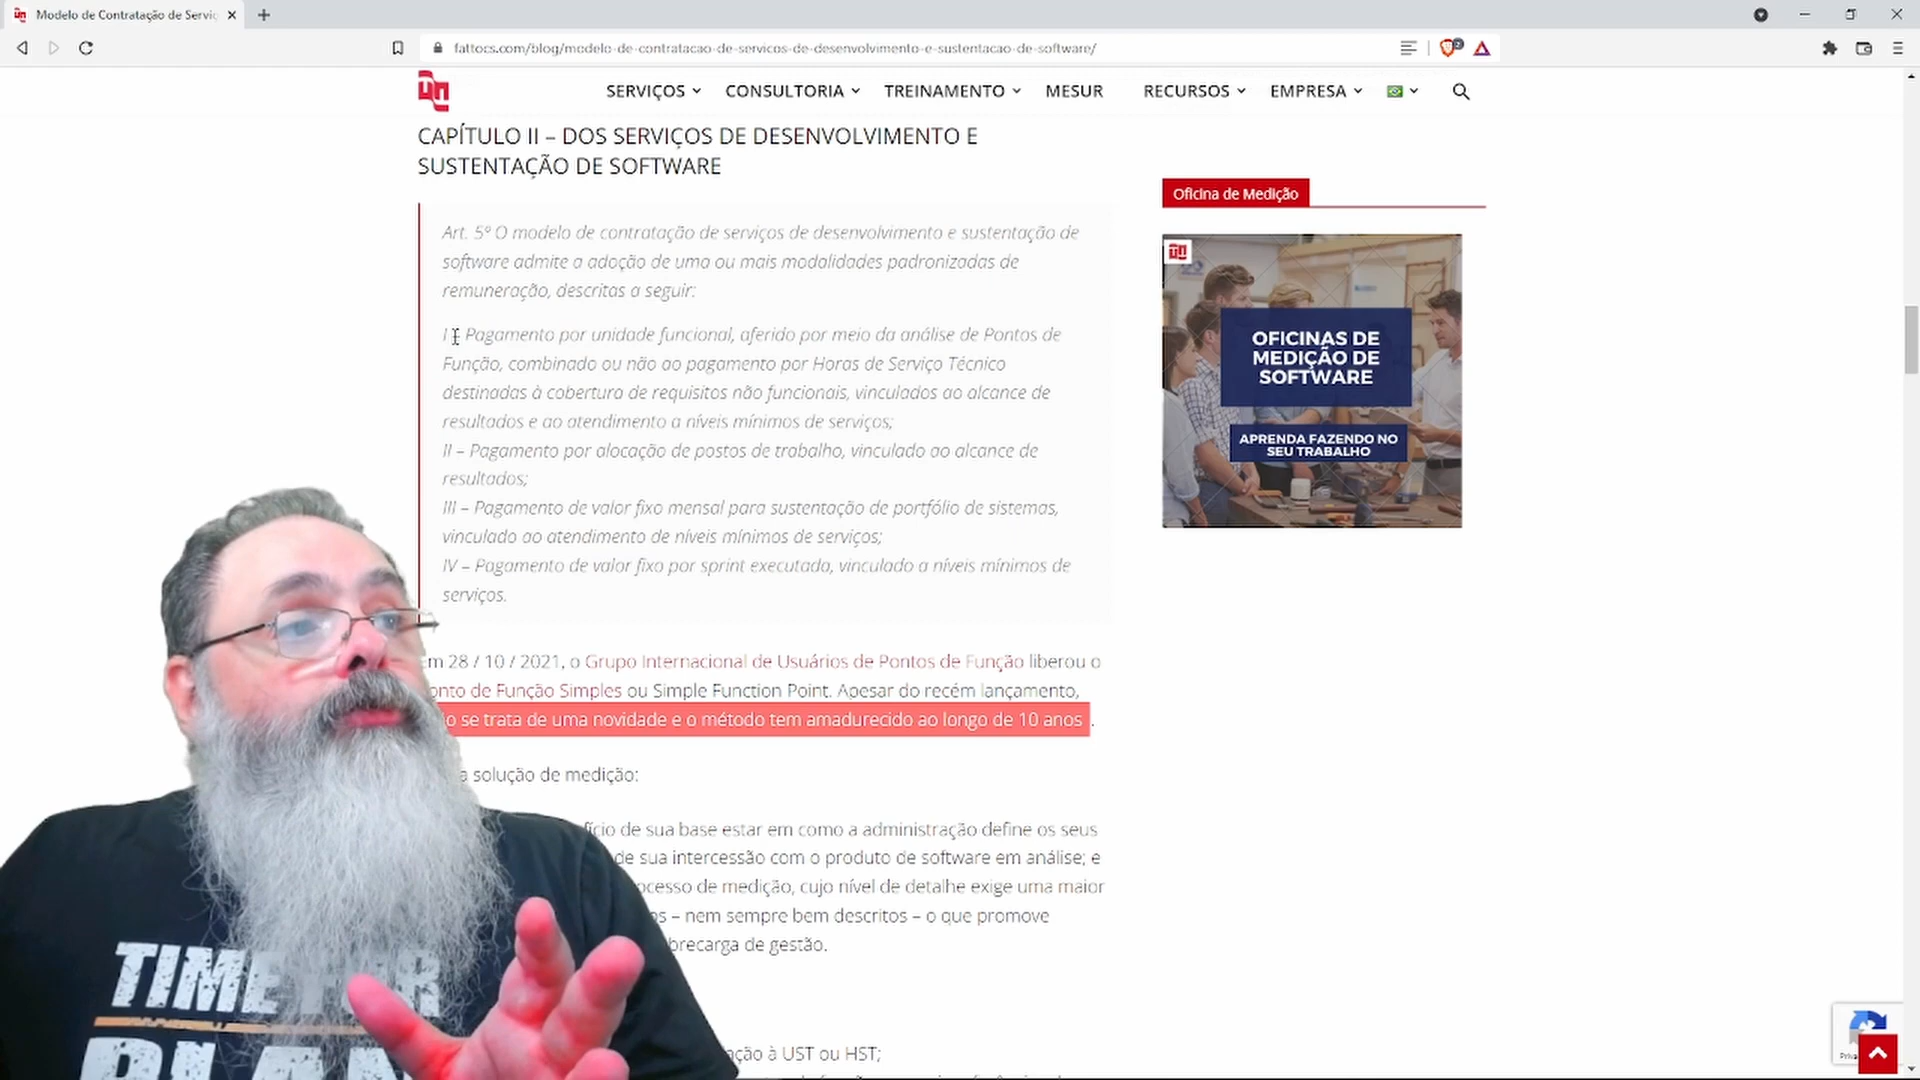 Modelo de Contratação de Serviç
fattocs.com/blog/modelo-de-contratacao-de-servicos-de-desenvolvimento-e-sustentacao-de-software/
SERVIÇOS CONSULTORIA TREINAMENTO MESUR RECURSOS EMPRESA
CAPÍTULO II – DOS SERVIÇOS DE DESENVOLVIMENTO E
SUSTENTAÇÃO DE SOFTWARE
Art. 5º O modelo de contratação de serviços de desenvolvimento e sustentação de
software admite a adoção de uma ou mais modalidades padronizadas de
remuneração, descritas a seguir:
I – Pagamento por unidade funcional, aferido por meio da análise de Pontos de
Função, combinado ou não ao pagamento por Horas de Serviço Técnico
destinadas à cobertura de requisitos não funcionais, vinculados ao alcance de
resultados e ao atendimento a níveis mínimos de serviços;
II – Pagamento por alocação de postos de trabalho, vinculado ao alcance de
resultados;
III – Pagamento de valor fixo mensal para sustentação de portfólio de sistemas,
vinculado ao atendimento de níveis mínimos de serviços;
IV – Pagamento de valor fixo por sprint executada, vinculado a níveis mínimos de
serviços.
m 28 / 10 / 2021, o Grupo Internacional de Usuários de Pontos de Função liberou o
onto de Função Simples ou Simple Function Point. Apesar do recém lançamento,
o se trata de uma novidade e o método tem amadurecido ao longo de 10 anos .
a solução de medição:
fício de sua base estar em como a administração define os seus
de sua intercessão com o produto de software em análise; e
ocesso de medição, cujo nível de detalhe exige uma maior
os – nem sempre bem descritos – o que promove
brecarga de gestão.
ação à UST ou HST;
Oficina de Medição
OFICINAS DE
MEDIÇÃO DE
SOFTWARE
APRENDA FAZENDO NO
SEU TRABALHO
TIME FOR
PLAN